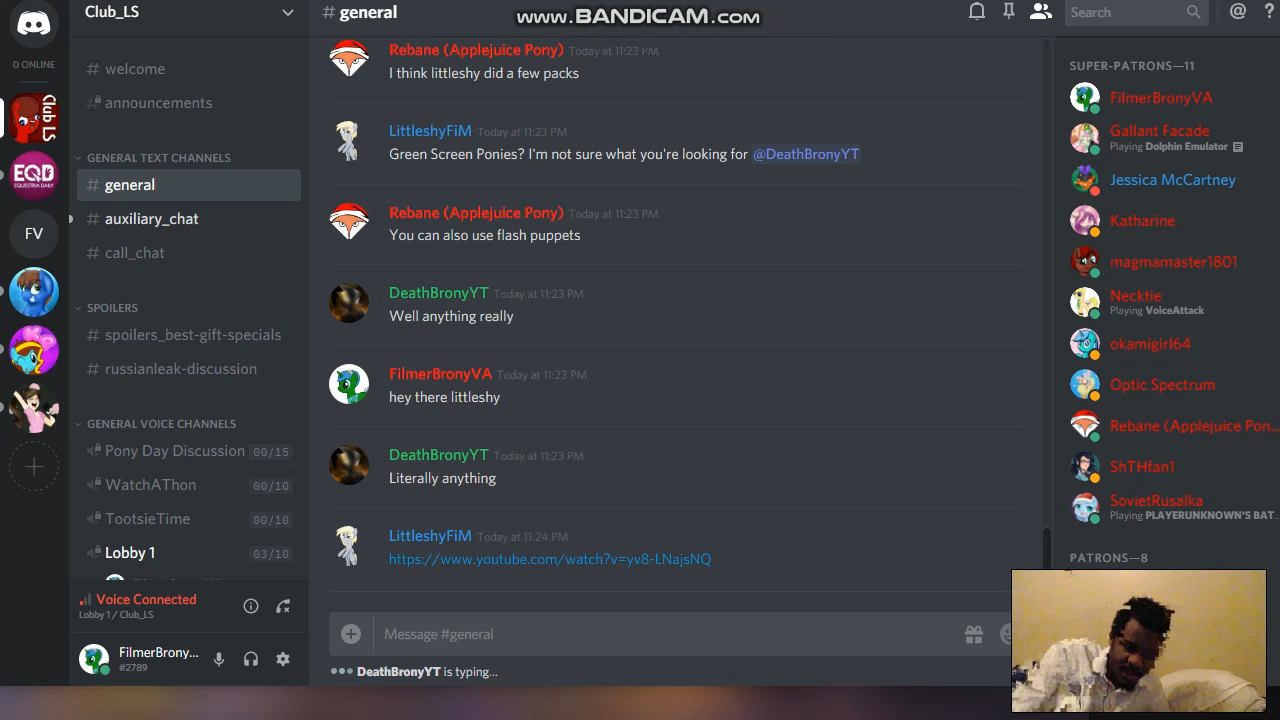 www.BANDICAM.com
0 ONLINE
Club LS
EQD
EQUESTRIA DAILY
FV
Club_LS
# welcome
# announcements
GENERAL TEXT CHANNELS
# general
# auxiliary_chat
# call_chat
SPOILERS
# spoilers_best-gift-specials
# russianleak-discussion
GENERAL VOICE CHANNELS
Pony Day Discussion 00/15
WatchAThon 00/10
TootsieTime 00/10
Lobby 1 03/10
Voice Connected
Lobby 1 / Club_LS
FilmerBrony...
#2789
# general
Search
@ ?
Rebane (Applejuice Pony) Today at 11:23 PM
I think littleshy did a few packs
LittleshyFiM Today at 11:23 PM
Green Screen Ponies? I'm not sure what you're looking for @DeathBronyYT
Rebane (Applejuice Pony) Today at 11:23 PM
You can also use flash puppets
DeathBronyYT Today at 11:23 PM
Well anything really
FilmerBronyVA Today at 11:23 PM
hey there littleshy
DeathBronyYT Today at 11:23 PM
Literally anything
LittleshyFiM Today at 11:24 PM
https://www.youtube.com/watch?v=yv8-LNajsNQ
Message #general
DeathBronyYT is typing...
SUPER-PATRONS—11
FilmerBronyVA
Gallant Facade
Playing Dolphin Emulator
Jessica McCartney
Katharine
magmamaster1801
Necktie
Playing VoiceAttack
okamigirl64
Optic Spectrum
Rebane (Applejuice Pon...
ShTHfan1
SovietRusalka
Playing PLAYERUNKNOWN'S BAT
PATRONS—8